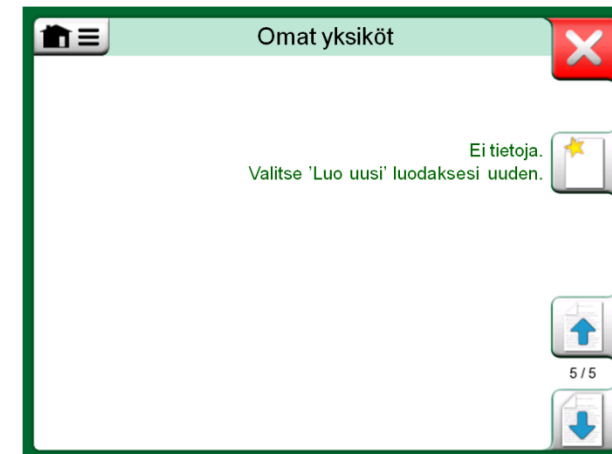 Omat yksiköt
Ei tietoja.
Valitse 'Luo uusi' luodaksesi uuden.
5 / 5